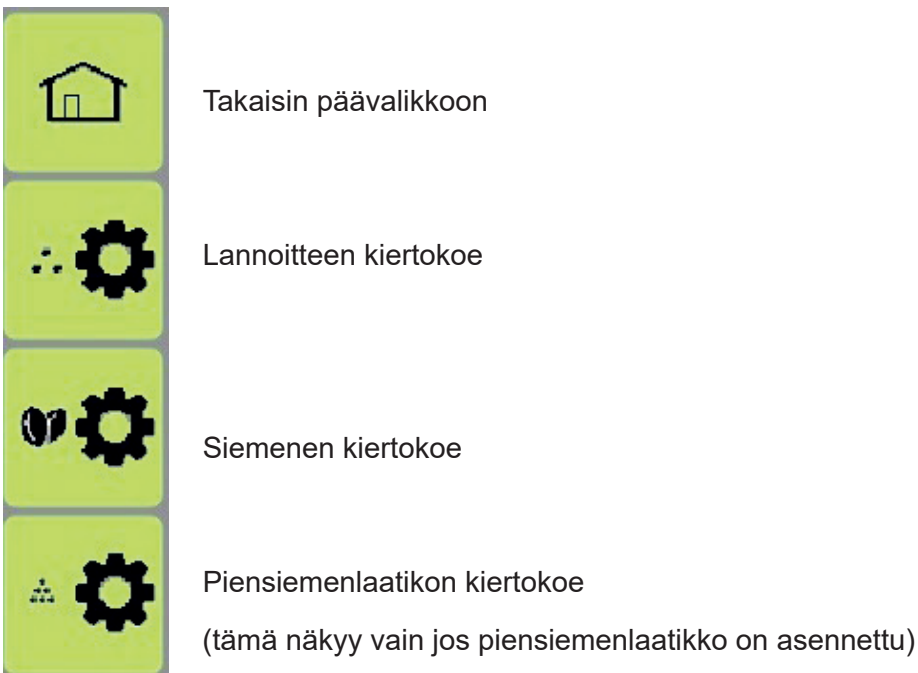 Takaisin päävalikkoon
Lannoitteen kiertokoe
Siemenen kiertokoe
Piensiemenlaatikon kiertokoe
(tämä näkyy vain jos piensiemenlaatikko on asennettu)